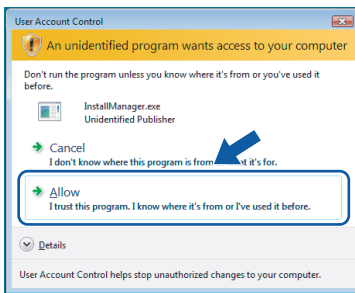 User Account Control
An unidentified program wants access to your computer
Don't run the program unless you know where it's from or you've used it
before.
InstallManager.exe
Unidentified Publisher
Cancel
I don't know where this program is from it's for.
Allow
I trust this program. I know where it's from or I've used it before.
Details
User Account Control helps stop unauthorized changes to your computer.